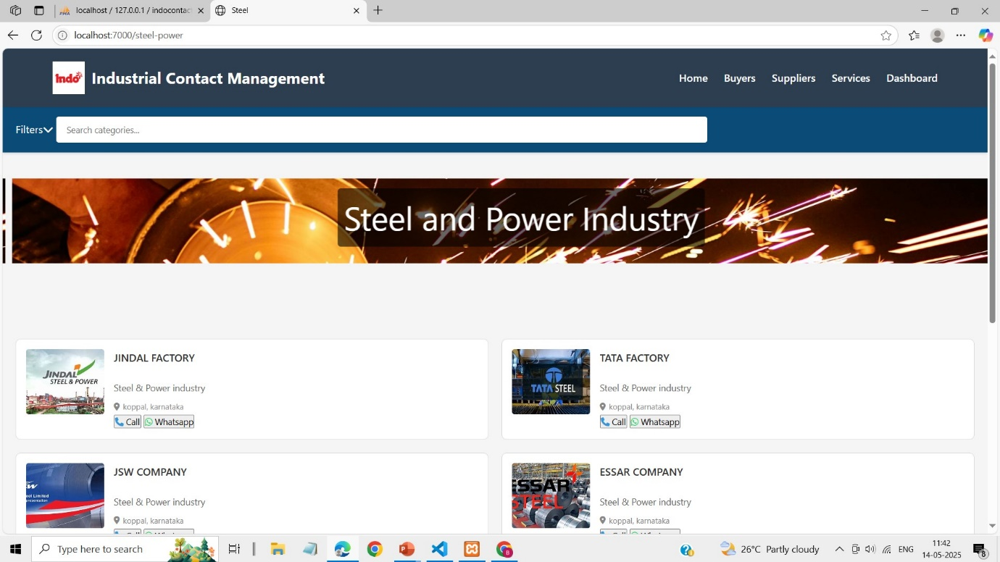 localhost / 127.0.0.1 / indocontac
Steel
localhost:7000/steel-power
indo
Industrial Contact Management
Home Buyers Suppliers Services Dashboard
Filters
Search categories...
Steel and Power Industry
JINDAL STEEL & POWER
JINDAL FACTORY
Steel & Power industry
koppal, karnataka
Call Whatsapp
TATA STEEL
TATA FACTORY
Steel & Power industry
koppal, karnataka
Call Whatsapp
JSW COMPANY
Steel & Power industry
koppal, karnataka
ESSAR STEEL
ESSAR COMPANY
Steel & Power industry
koppal, karnataka
Type here to search
26°C Partly cloudy
ENG
11:42
14-05-2025
8